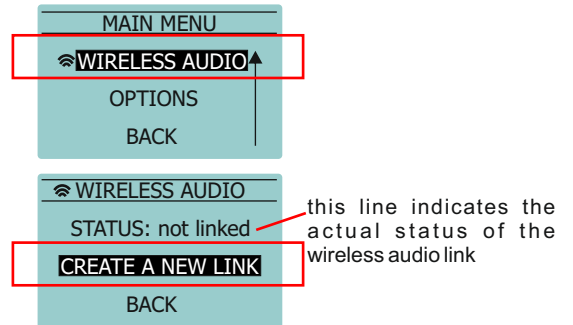 MAIN MENU
WIRELESS AUDIO
OPTIONS
BACK
WIRELESS AUDIO
STATUS: not linked
CREATE A NEW LINK
BACK
this line indicates the
actual status of the
wireless audio link